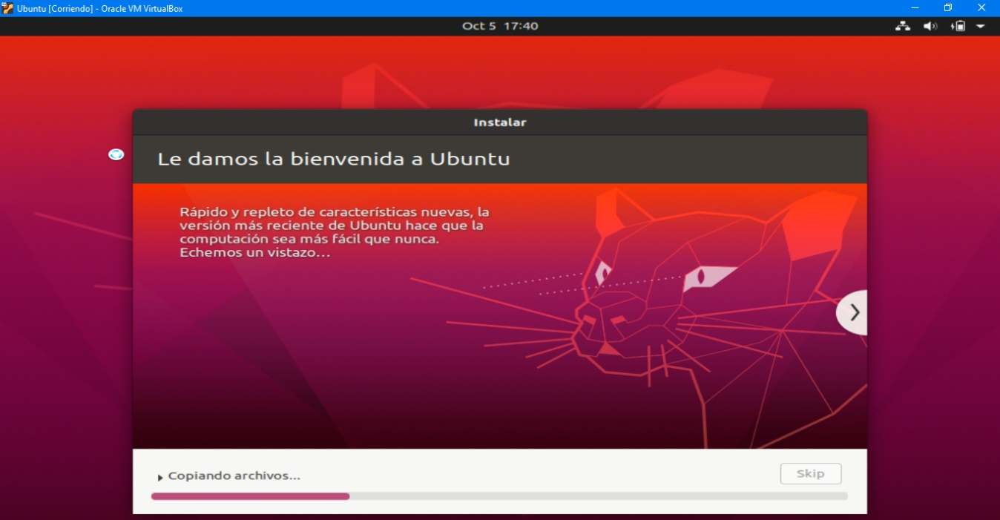 Ubuntu [Corriendo] - Oracle VM VirtualBox
Oct 5 17:40
Instalar
Le damos la bienvenida a Ubuntu
Rápido y repleto de características nuevas, la
versión más reciente de Ubuntu hace que la
computación sea más fácil que nunca.
Echemos un vistazo...
Copiando archivos...
Skip